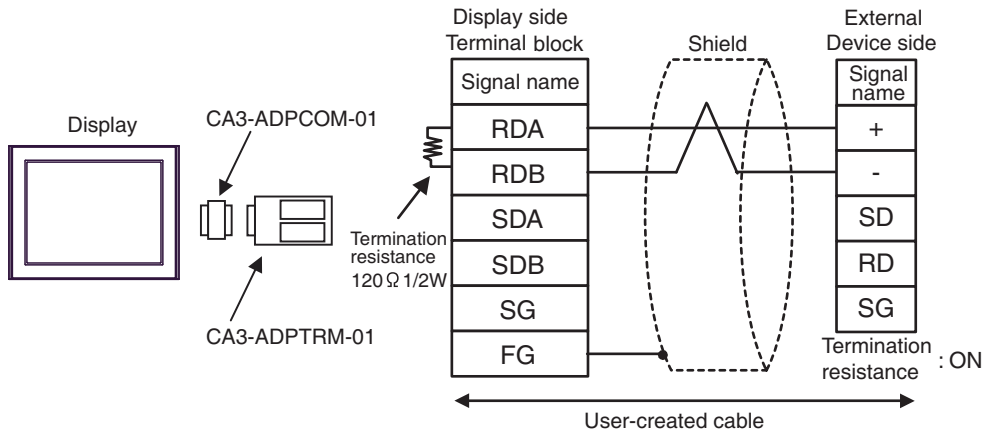 Display side
Terminal block
Shield
External
Device side
Signal name
Signal
name
Display
CA3-ADPCOM-01
RDA
+
RDB
-
SDA
SD
Termination
resistance
120Ω 1/2W
SDB
RD
SG
SG
CA3-ADPTRM-01
FG
Termination
resistance : ON
User-created cable